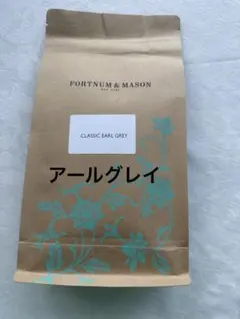 FORTNUM & MASON
CLASSIC EARL GREY
アールグレイ